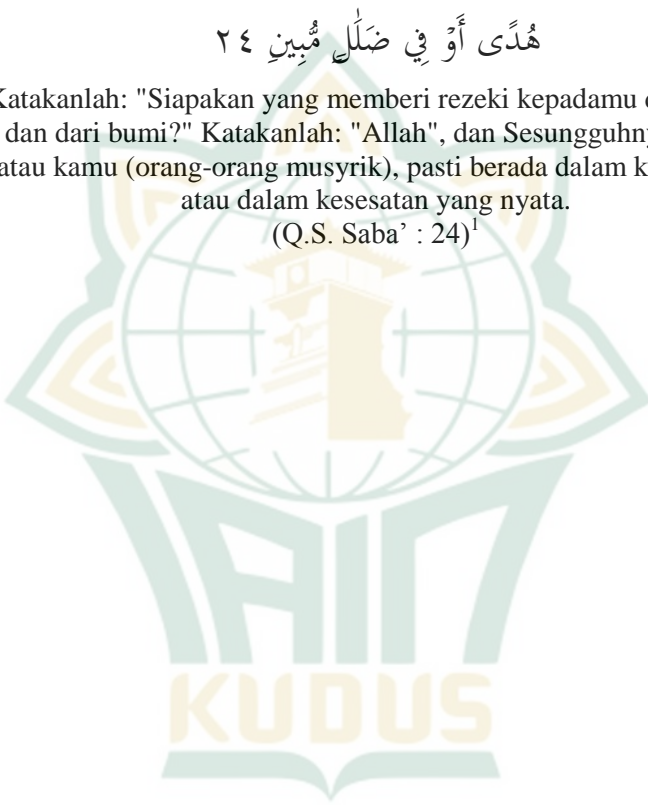 هُدًى أَوْ فِي ضَلَٰلٍ مُّبِينٍ ٢٤
Katakanlah: "Siapakan yang memberi rezeki kepadamu
dan dari bumi?" Katakanlah: "Allah", dan
atau kamu (orang-orang musyrik), pasti berada dalam
atau dalam kesesatan yang nyata.
(Q.S. Saba’ : 24)¹
IAIN
KUDUS